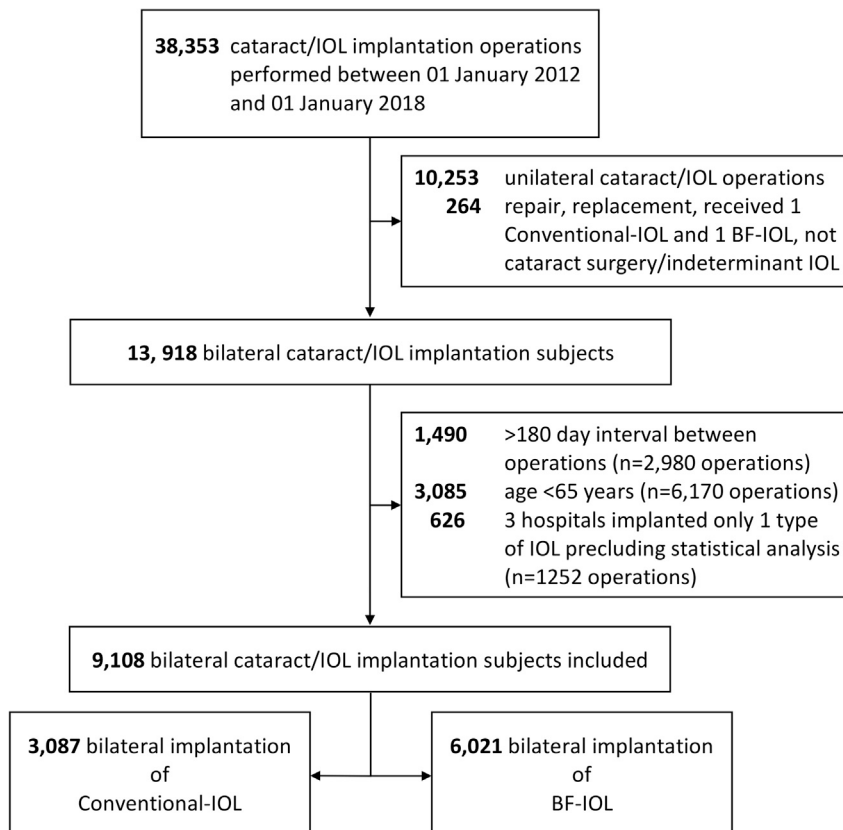 38,353 cataract/IOL implantation operations
performed between 01 January 2012
and 01 January 2018
10,253 unilateral cataract/IOL operations
264 repair, replacement, received 1
Conventional-IOL and 1 BF-IOL, not
cataract surgery/indeterminant IOL
13, 918 bilateral cataract/IOL implantation subjects
1,490 >180 day interval between
operations (n=2,980 operations)
3,085 age <65 years (n=6,170 operations)
626 3 hospitals implanted only 1 type
of IOL precluding statistical analysis
(n=1252 operations)
9,108 bilateral cataract/IOL implantation subjects included
3,087 bilateral implantation
of
Conventional-IOL
6,021 bilateral implantation
of
BF-IOL